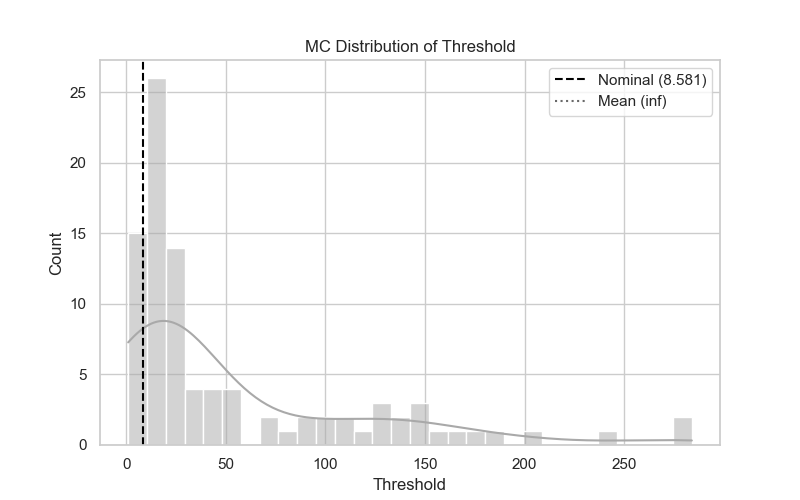 MC Distribution of Threshold
Nominal (8.581)
Mean (inf)
Count
25
20
15
10
5
0
0 50 100 150 200 250
Threshold